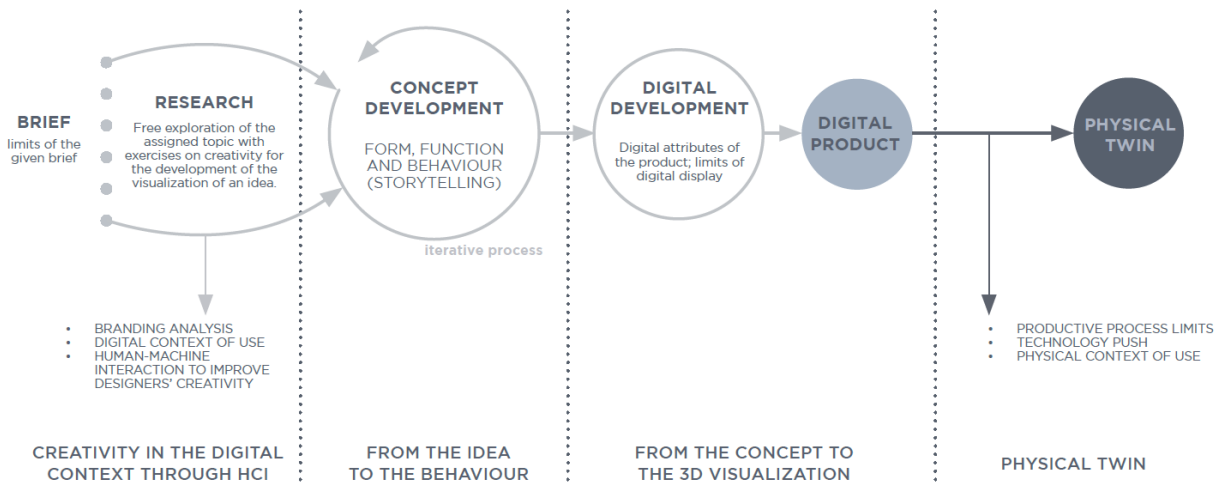 BRIEF
limits of the
given brief
RESEARCH
Free exploration of the
assigned topic with
exercises on creativity for
the development of the
visualization of an idea.
• BRANDING ANALYSIS
• DIGITAL CONTEXT OF USE
• HUMAN-MACHINE
INTERACTION TO IMPROVE
DESIGNERS' CREATIVITY
CREATIVITY IN THE DIGITAL
CONTEXT THROUGH HCI
CONCEPT
DEVELOPMENT
FORM, FUNCTION
AND BEHAVIOUR
(STORYTELLING)
iterative process
FROM THE IDEA
TO THE BEHAVIOUR
DIGITAL
DEVELOPMENT
Digital attributes of
the product; limits of
digital display
DIGITAL
PRODUCT
FROM THE CONCEPT TO
THE 3D VISUALIZATION
PHYSICAL
TWIN
• PRODUCTIVE PROCESS LIMITS
• TECHNOLOGY PUSH
• PHYSICAL CONTEXT OF USE
PHYSICAL TWIN